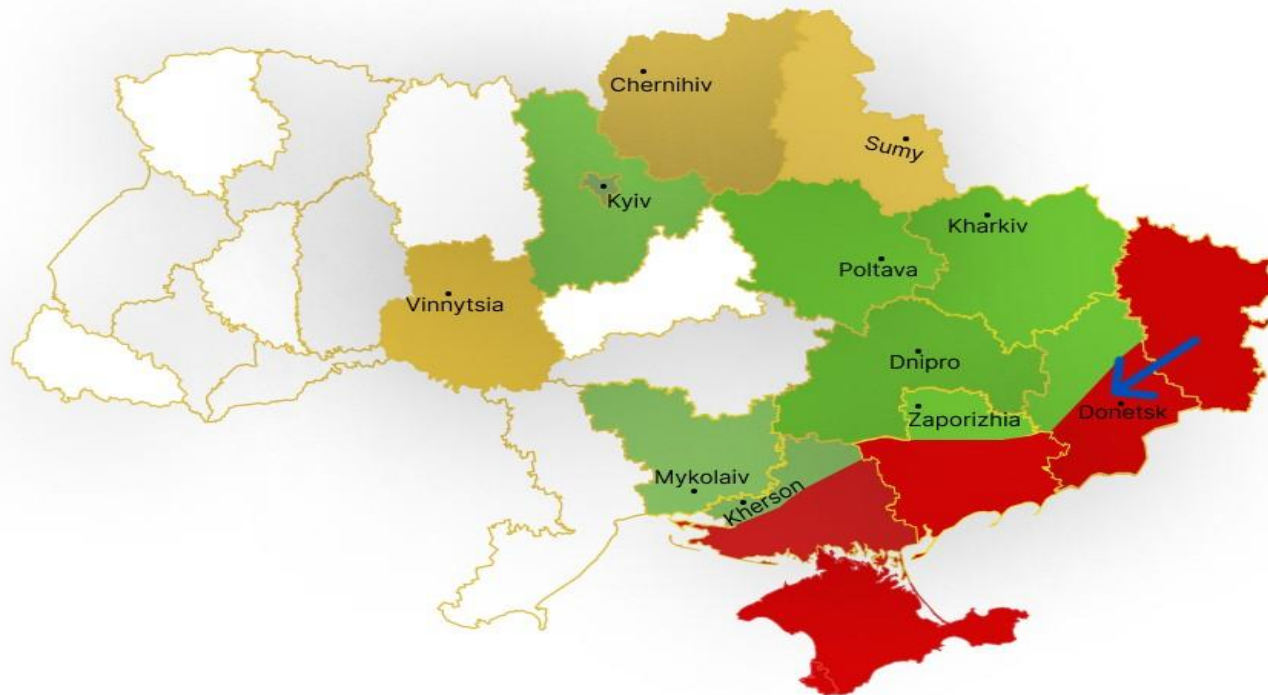 Chernihiv
Sumy
Kyiv
Kharkiv
Poltava
Vinnytsia
Dnipro
Donetsk
Zaporizhia
Mykolaiv
Kherson